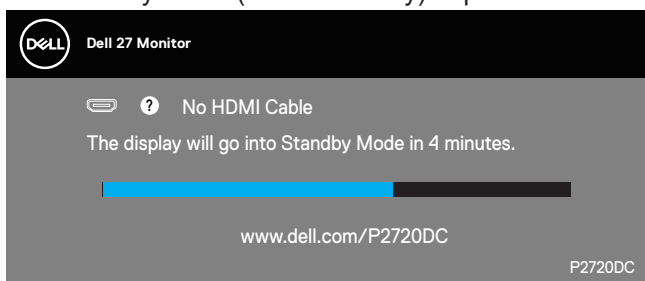 DELL
Dell 27 Monitor
? No HDMI Cable
The display will go into Standby Mode in 4 minutes.
www.dell.com/P2720DC
P2720DC